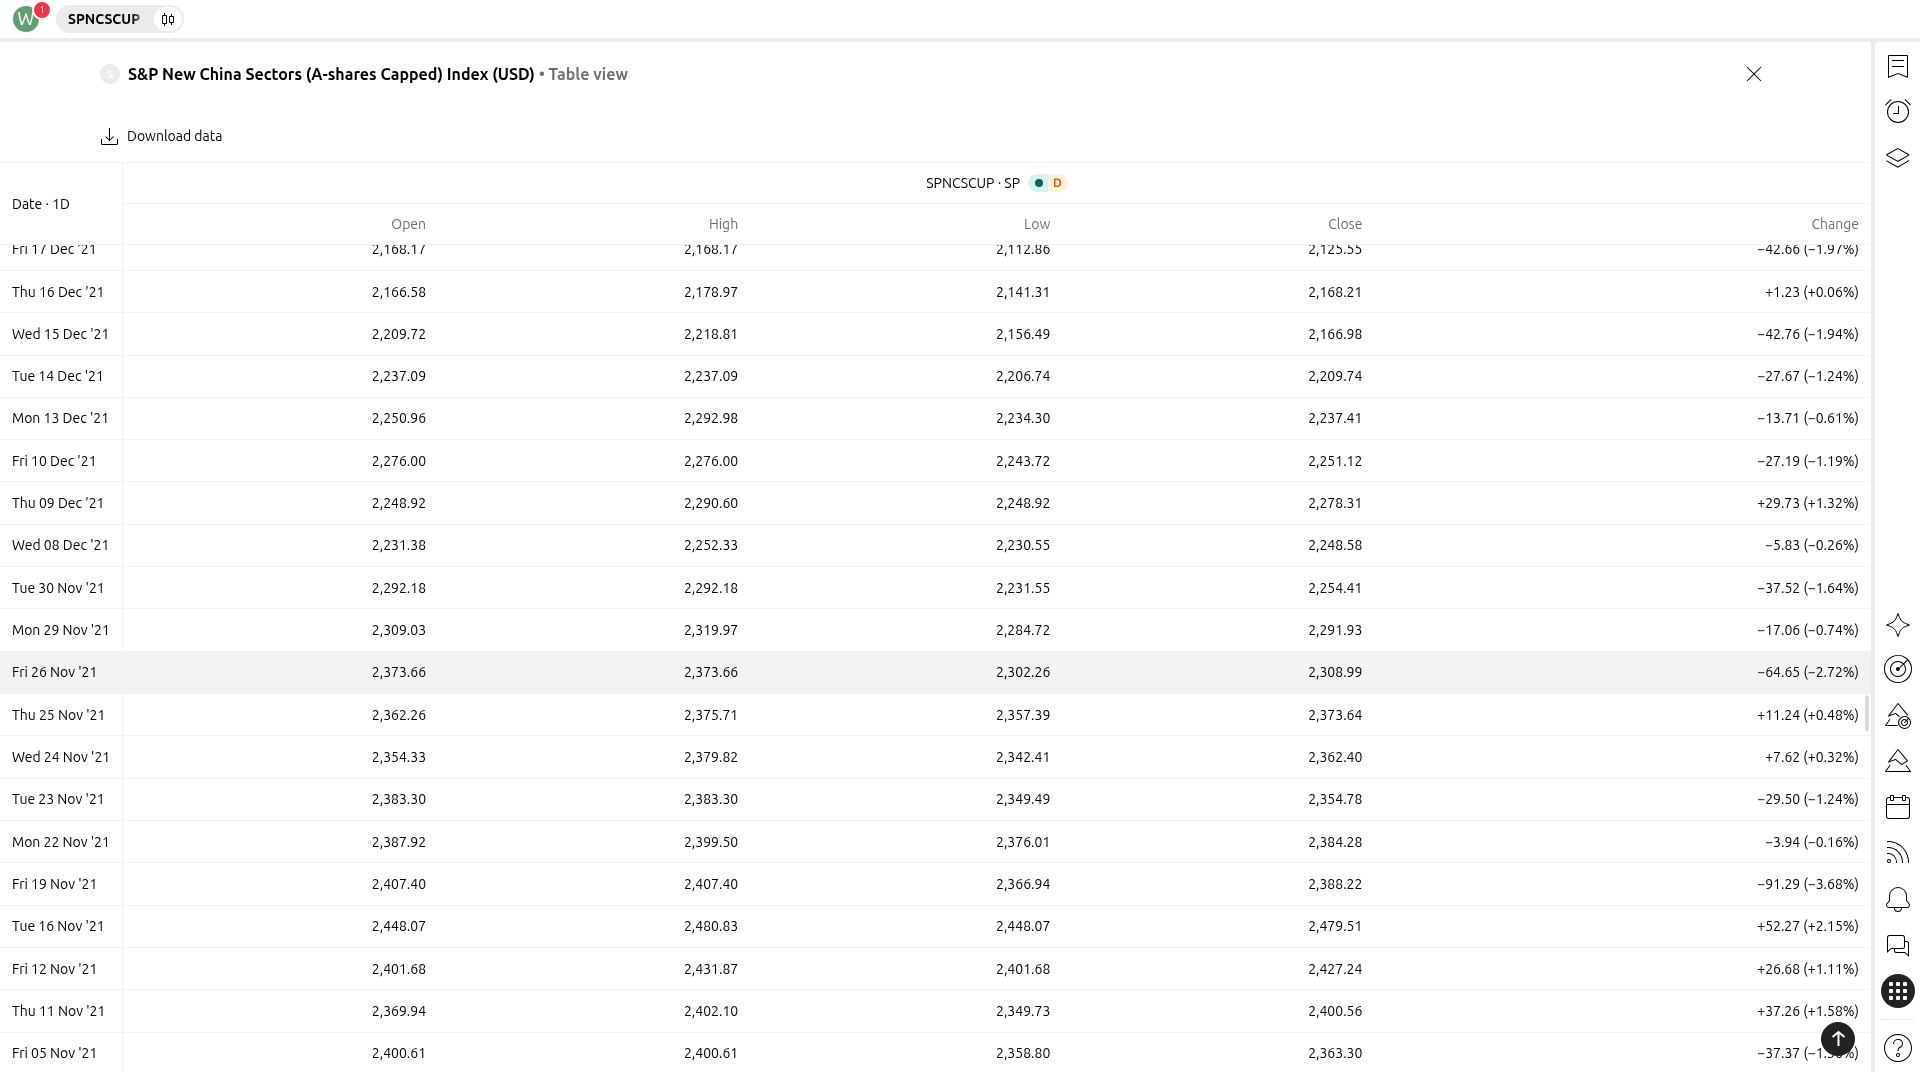 W 1 SPNCSCUP
S S&P New China Sectors (A-shares Capped) Index (USD) • Table view
Download data
SPNCSCUP · SP D
Date · 1D
Open High Low Close Change
Fri 17 Dec '21 2,168.17 2,168.17 2,112.86 2,125.55 −42.66 (−1.97%)
Thu 16 Dec '21 2,166.58 2,178.97 2,141.31 2,168.21 +1.23 (+0.06%)
Wed 15 Dec '21 2,209.72 2,218.81 2,156.49 2,166.98 −42.76 (−1.94%)
Tue 14 Dec '21 2,237.09 2,237.09 2,206.74 2,209.74 −27.67 (−1.24%)
Mon 13 Dec '21 2,250.96 2,292.98 2,234.30 2,237.41 −13.71 (−0.61%)
Fri 10 Dec '21 2,276.00 2,276.00 2,243.72 2,251.12 −27.19 (−1.19%)
Thu 09 Dec '21 2,248.92 2,290.60 2,248.92 2,278.31 +29.73 (+1.32%)
Wed 08 Dec '21 2,231.38 2,252.33 2,230.55 2,248.58 −5.83 (−0.26%)
Tue 30 Nov '21 2,292.18 2,292.18 2,231.55 2,254.41 −37.52 (−1.64%)
Mon 29 Nov '21 2,309.03 2,319.97 2,284.72 2,291.93 −17.06 (−0.74%)
Fri 26 Nov '21 2,373.66 2,373.66 2,302.26 2,308.99 −64.65 (−2.72%)
Thu 25 Nov '21 2,362.26 2,375.71 2,357.39 2,373.64 +11.24 (+0.48%)
Wed 24 Nov '21 2,354.33 2,379.82 2,342.41 2,362.40 +7.62 (+0.32%)
Tue 23 Nov '21 2,383.30 2,383.30 2,349.49 2,354.78 −29.50 (−1.24%)
Mon 22 Nov '21 2,387.92 2,399.50 2,376.01 2,384.28 −3.94 (−0.16%)
Fri 19 Nov '21 2,407.40 2,407.40 2,366.94 2,388.22 −91.29 (−3.68%)
Tue 16 Nov '21 2,448.07 2,480.83 2,448.07 2,479.51 +52.27 (+2.15%)
Fri 12 Nov '21 2,401.68 2,431.87 2,401.68 2,427.24 +26.68 (+1.11%)
Thu 11 Nov '21 2,369.94 2,402.10 2,349.73 2,400.56 +37.26 (+1.58%)
Fri 05 Nov '21 2,400.61 2,400.61 2,358.80 2,363.30 −37.37